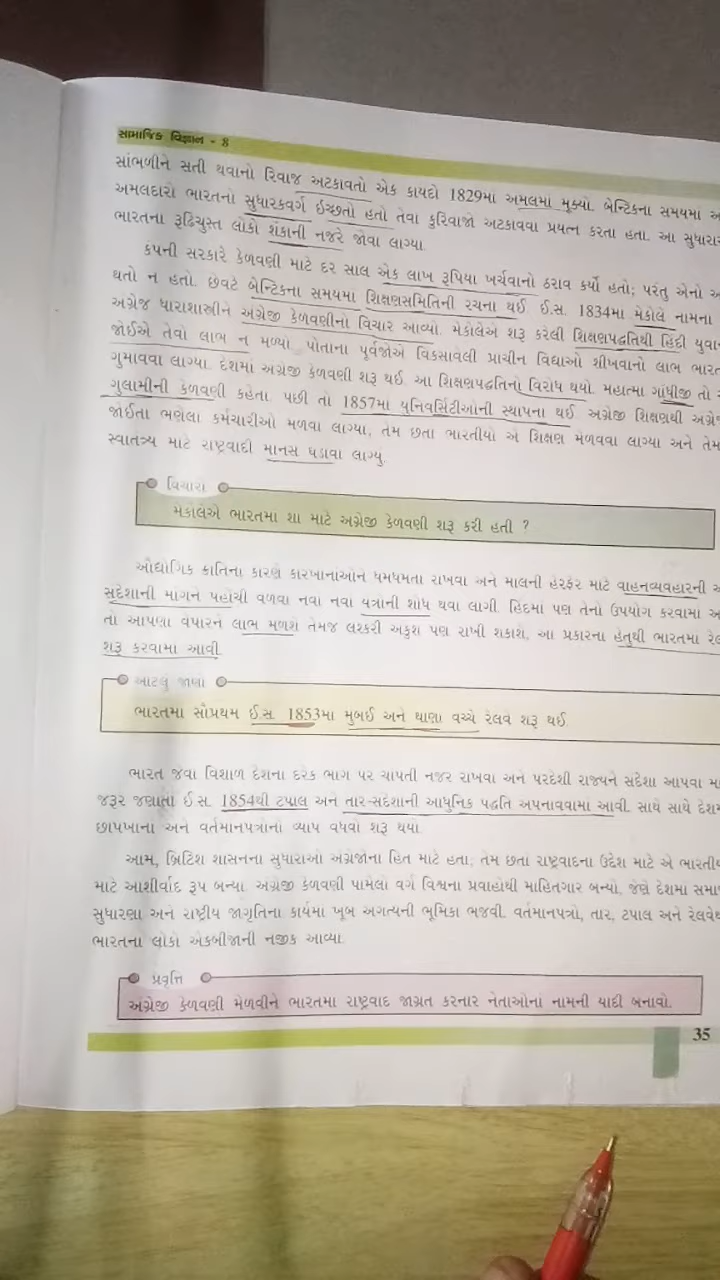 સામાજિક વિજ્ઞાન - 8
સાંભળીને સતી થવાનો રિવાજ અટકાવતો એક કાયદો 1829માં અમલમાં મૂક્યો. બેન્ટિકના સમયમાં
અમલદારો ભારતનો સુધારકવર્ગ ઈચ્છતો હતો તેવા કુરિવાજો અટકાવવા પ્રયત્ન કરતા હતા. આ
ભારતના રૂઢિચુસ્ત લોકો શંકાની નજરે જોવા લાગ્યા.
કંપની સરકારે કેળવણી માટે દર સાલ એક લાખ રૂપિયા ખર્ચવાનો ઠરાવ કર્યો હતો; પરંતુ એનો
થતો ન હતો. છેવટે બેન્ટિકના સમયમાં શિક્ષણસમિતિની રચના થઈ. ઈ.સ. 1834માં મેકોલે નામના
અંગ્રેજ ધારાશાસ્ત્રીને અંગ્રેજી કેળવણીનો વિચાર આવ્યો. મેકોલેએ શરૂ કરેલી શિક્ષણપદ્ધતિથી હિંદી
જોઈએ તેવો લાભ ન મળ્યો. પોતાના પૂર્વજોએ વિકસાવેલી પ્રાચીન વિદ્યાઓ શીખવાનો લાભ
ગુમાવવા લાગ્યા. દેશમાં અંગ્રેજી કેળવણી શરૂ થઈ. આ શિક્ષણપદ્ધતિનો વિરોધ થયો. મહાત્મા ગાંધીજી તો
ગુલામીની કેળવણી કહેતા. પછી તો 1857માં યુનિવર્સિટીઓની સ્થાપના થઈ. અંગ્રેજી શિક્ષણથી
જોઈતા ભણેલા કર્મચારીઓ મળવા લાગ્યા, તેમ છતાં ભારતીયો એ શિક્ષણ મેળવવા લાગ્યા અને
સ્વાતંત્ર્ય માટે રાષ્ટ્રવાદી માનસ ઘડાવા લાગ્યું.
વિચારો
મેકોલેએ ભારતમાં શા માટે અંગ્રેજી કેળવણી શરૂ કરી હતી ?
ઔદ્યોગિક ક્રાંતિના કારણે કારખાનાઓને ધમધમતાં રાખવા અને માલની હેરફેર માટે વાહનવ્યવહારની
સંદેશાની માંગને પહોંચી વળવા નવા નવા યંત્રોની શોધ થવા લાગી. હિંદમાં પણ તેનો ઉપયોગ કરવામાં
તો આપણા વેપારને લાભ મળશે તેમજ લશ્કરી અંકુશ પણ રાખી શકાશે, આ પ્રકારના હેતુથી ભારતમાં
શરૂ કરવામાં આવી.
આટલું જાણો
ભારતમાં સૌપ્રથમ ઈ.સ. 1853માં મુંબઈ અને થાણા વચ્ચે રેલવે શરૂ થઈ.
ભારત જેવા વિશાળ દેશના દરેક ભાગ પર ચાંપતી નજર રાખવા અને પરદેશી રાજ્યને સંદેશા આપવા
જરૂર જણાતાં ઈ.સ. 1854થી ટપાલ અને તાર-સંદેશાની આધુનિક પદ્ધતિ અપનાવવામાં આવી. સાથે સાથે
છાપખાના અને વર્તમાનપત્રોનો વ્યાપ વધવો શરૂ થયો.
આમ, બ્રિટિશ શાસનના સુધારાઓ અંગ્રેજોના હિત માટે હતા; તેમ છતાં રાષ્ટ્રવાદના ઉદેશ માટે એ
માટે આશીર્વાદ રૂપ બન્યા. અંગ્રેજી કેળવણી પામેલો વર્ગ વિશ્વના પ્રવાહોથી માહિતગાર બન્યો, જેણે દેશમાં
સુધારણા અને રાષ્ટ્રીય જાગૃતિના કાર્યમાં ખૂબ અગત્યની ભૂમિકા ભજવી. વર્તમાનપત્રો, તાર, ટપાલ અને
ભારતના લોકો એકબીજાની નજીક આવ્યા.
પ્રવૃત્તિ
અંગ્રેજી કેળવણી મેળવીને ભારતમાં રાષ્ટ્રવાદ જાગ્રત કરનાર નેતાઓના નામની યાદી બનાવો.
35